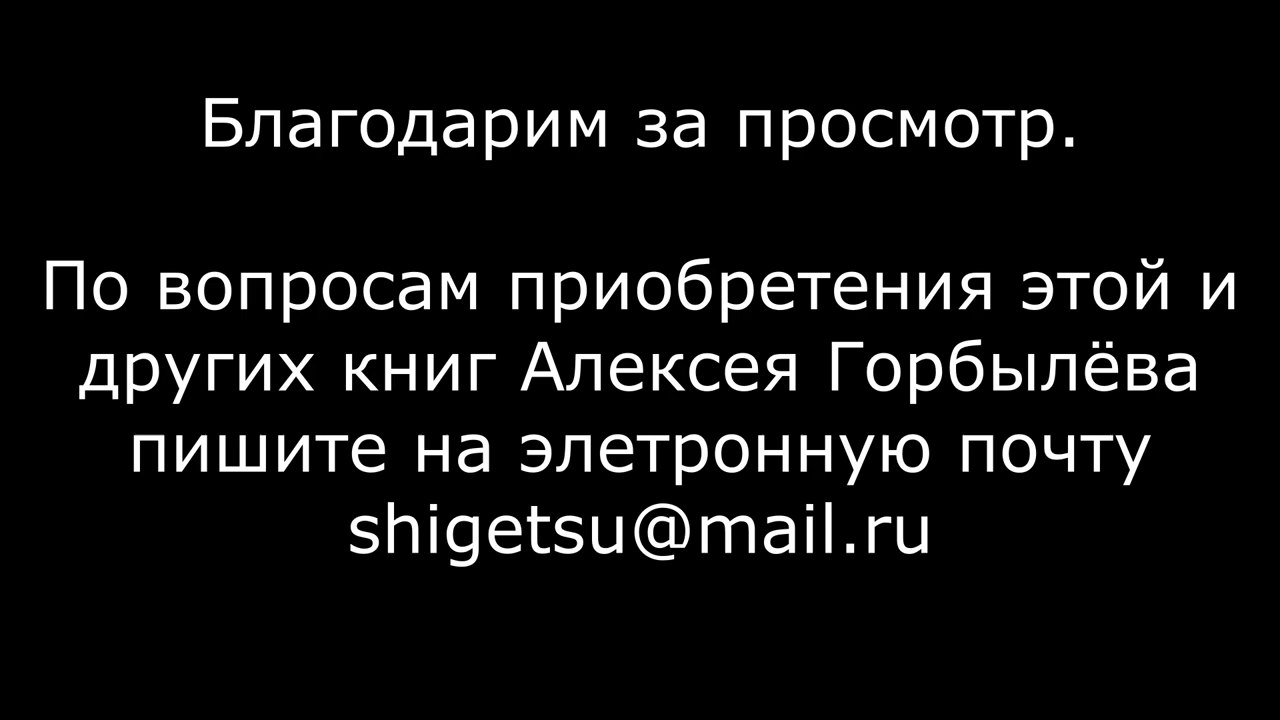 Благодарим за просмотр.
По вопросам приобретения этой и
других книг Алексея Горбылёва
пишите на элетронную почту
shigetsu@mail.ru